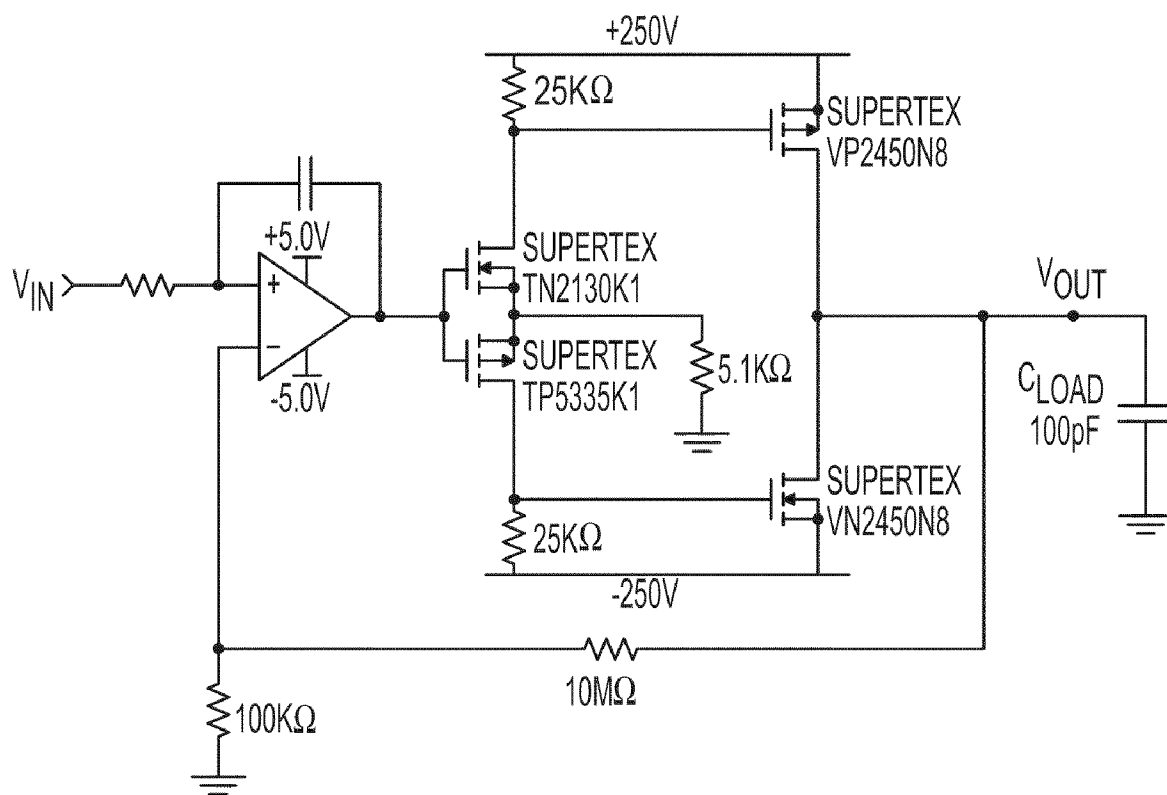 +250V
25KΩ
SUPERTEX
VP2450N8
+5.0V
SUPERTEX
TN2130K1
VIN
+
VOUT
−
SUPERTEX
TP5335K1
5.1KΩ
-5.0V
CLOAD
100pF
SUPERTEX
VN2450N8
25KΩ
-250V
10MΩ
100KΩ